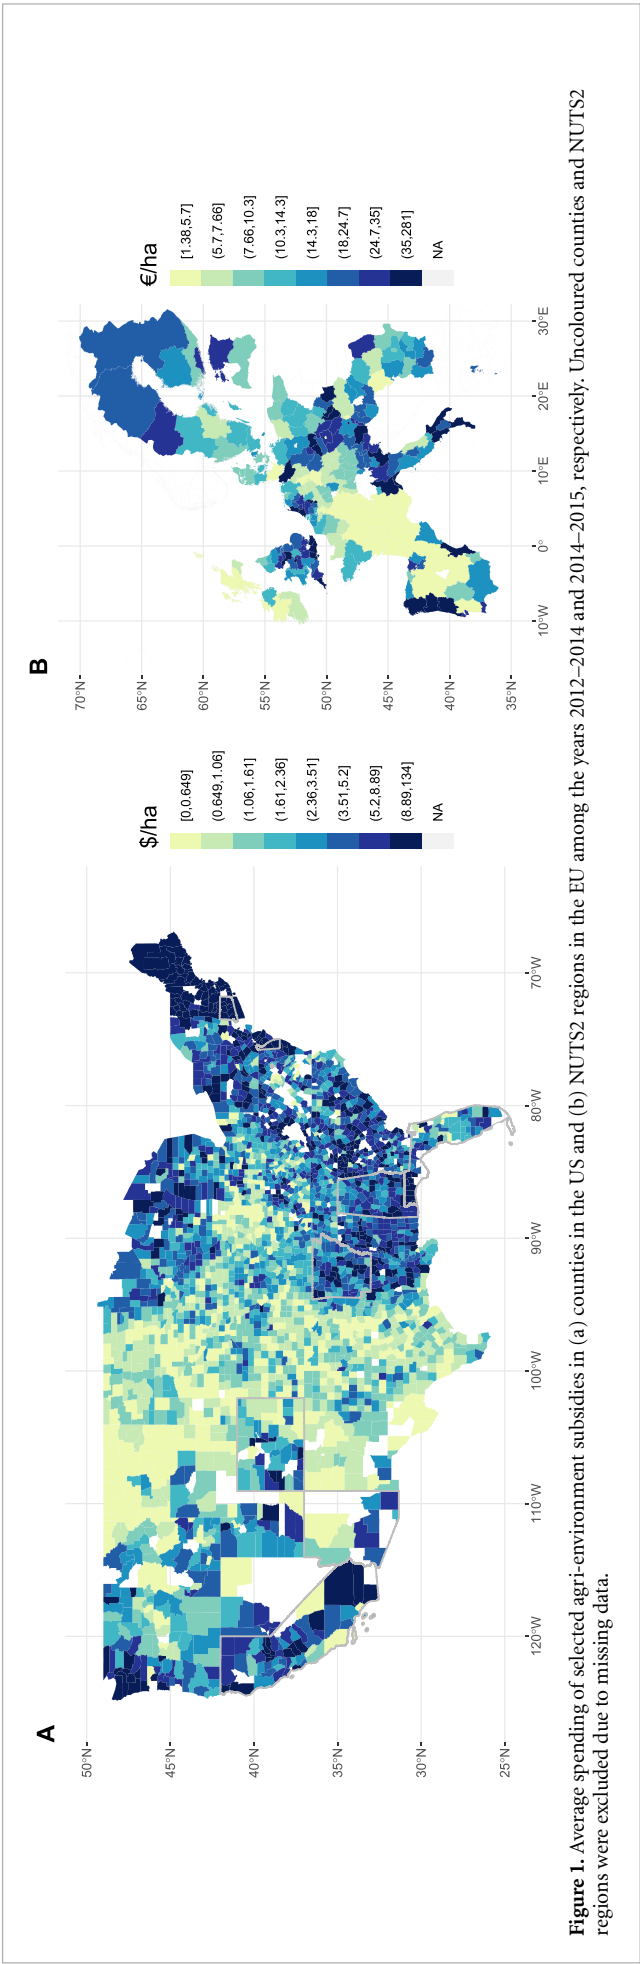 A
50°N
45°N
40°N
35°N
30°N
25°N
120°W
110°W
100°W
90°W
80°W
70°W
$/ha
[0,0.649]
(0.649,1.06]
(1.06,1.61]
(1.61,2.36]
(2.36,3.51]
(3.51,5.2]
(5.2,8.89]
(8.89,134]
NA
B
70°N
65°N
60°N
55°N
50°N
45°N
40°N
35°N
10°W
0°
10°E
20°E
30°E
€/ha
[1.38,5.7]
(5.7,7.66]
(7.66,10.3]
(10.3,14.3]
(14.3,18]
(18,24.7]
(24.7,35]
(35,281]
NA
Figure 1. Average spending of selected agri-environment subsidies in (a) counties in the US and (b) NUTS2 regions in the EU among the years 2012–2014 and 2014–2015, respectively. Uncoloured counties and NUTS2
regions were excluded due to missing data.